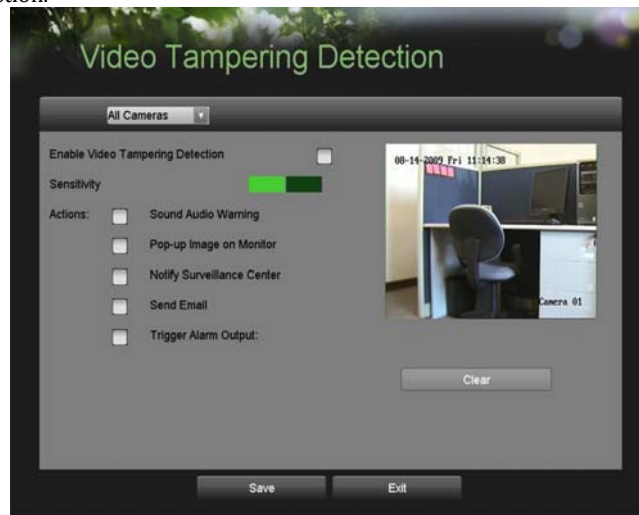 ction.
Video Tampering Detection
All Cameras
Enable Video Tampering Detection
Sensitivity
Actions:
Sound Audio Warning
Pop-up Image on Monitor
Notify Surveillance Center
Send Email
Trigger Alarm Output:
08-14-2009 Fri 11:14:38
Camera 01
Clear
Save
Exit